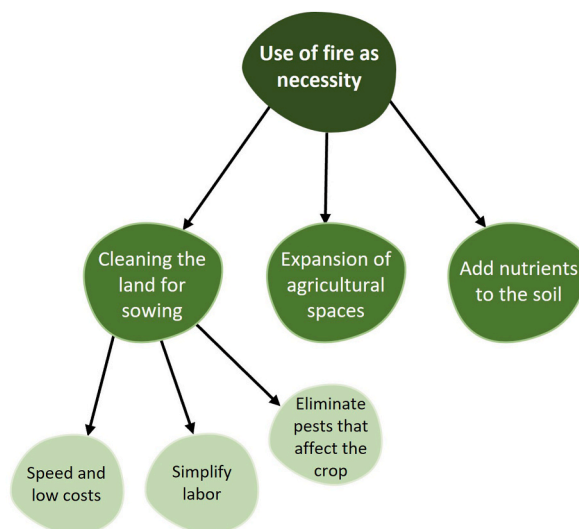 Use of fire as
necessity
Cleaning the
land for
sowing
Expansion of
agricultural
spaces
Add nutrients
to the soil
Speed and
low costs
Simplify
labor
Eliminate
pests that
affect the
crop